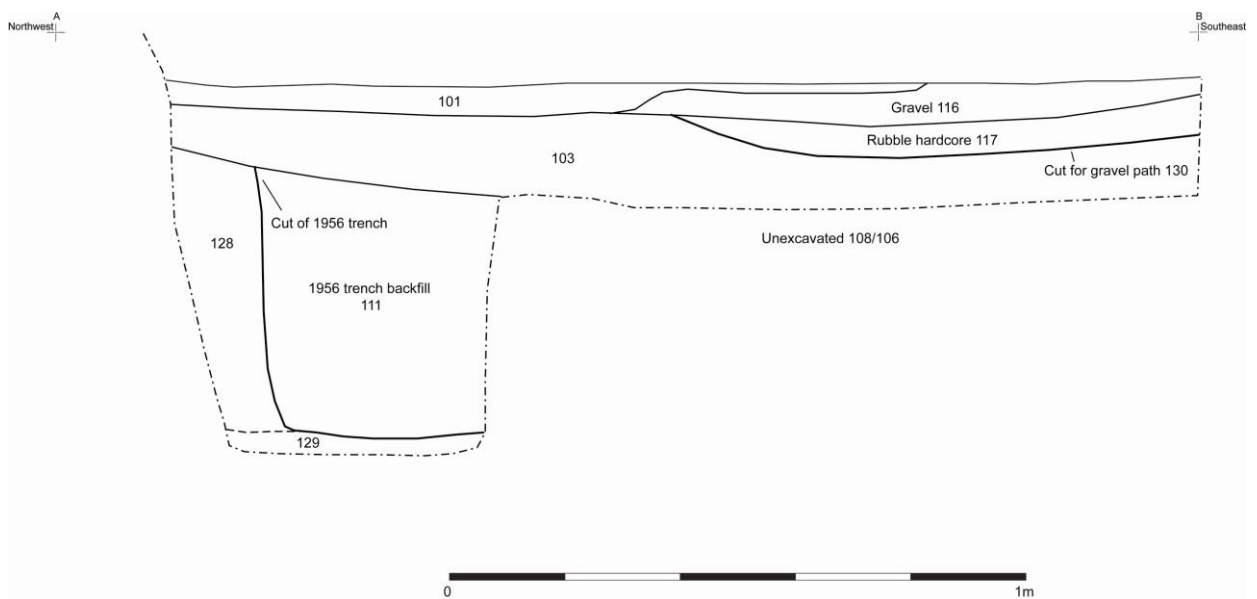 A
Northwest
B
Southeast
101
Gravel 116
Rubble hardcore 117
103
Cut for gravel path 130
Cut of 1956 trench
128
Unexcavated 108/106
1956 trench backfill
111
129
0
1m